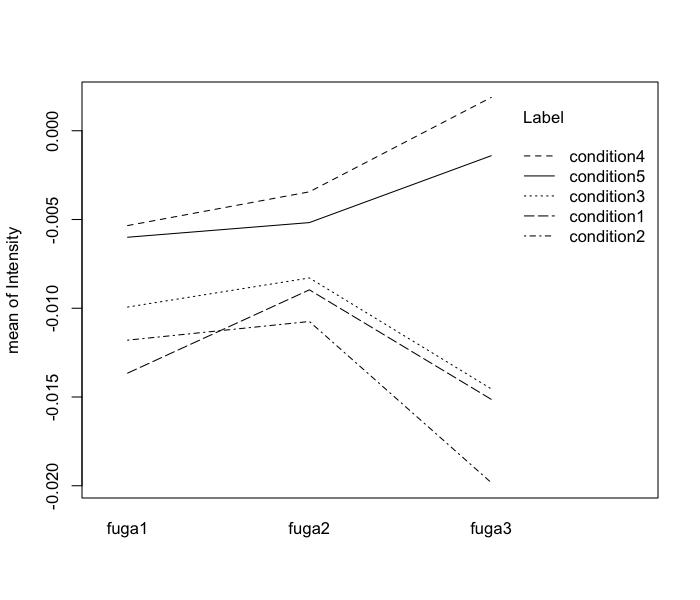 mean of Intensity
0.000
-0.005
-0.010
-0.015
-0.020
Label
condition4
condition5
condition3
condition1
condition2
fuga1 fuga2 fuga3